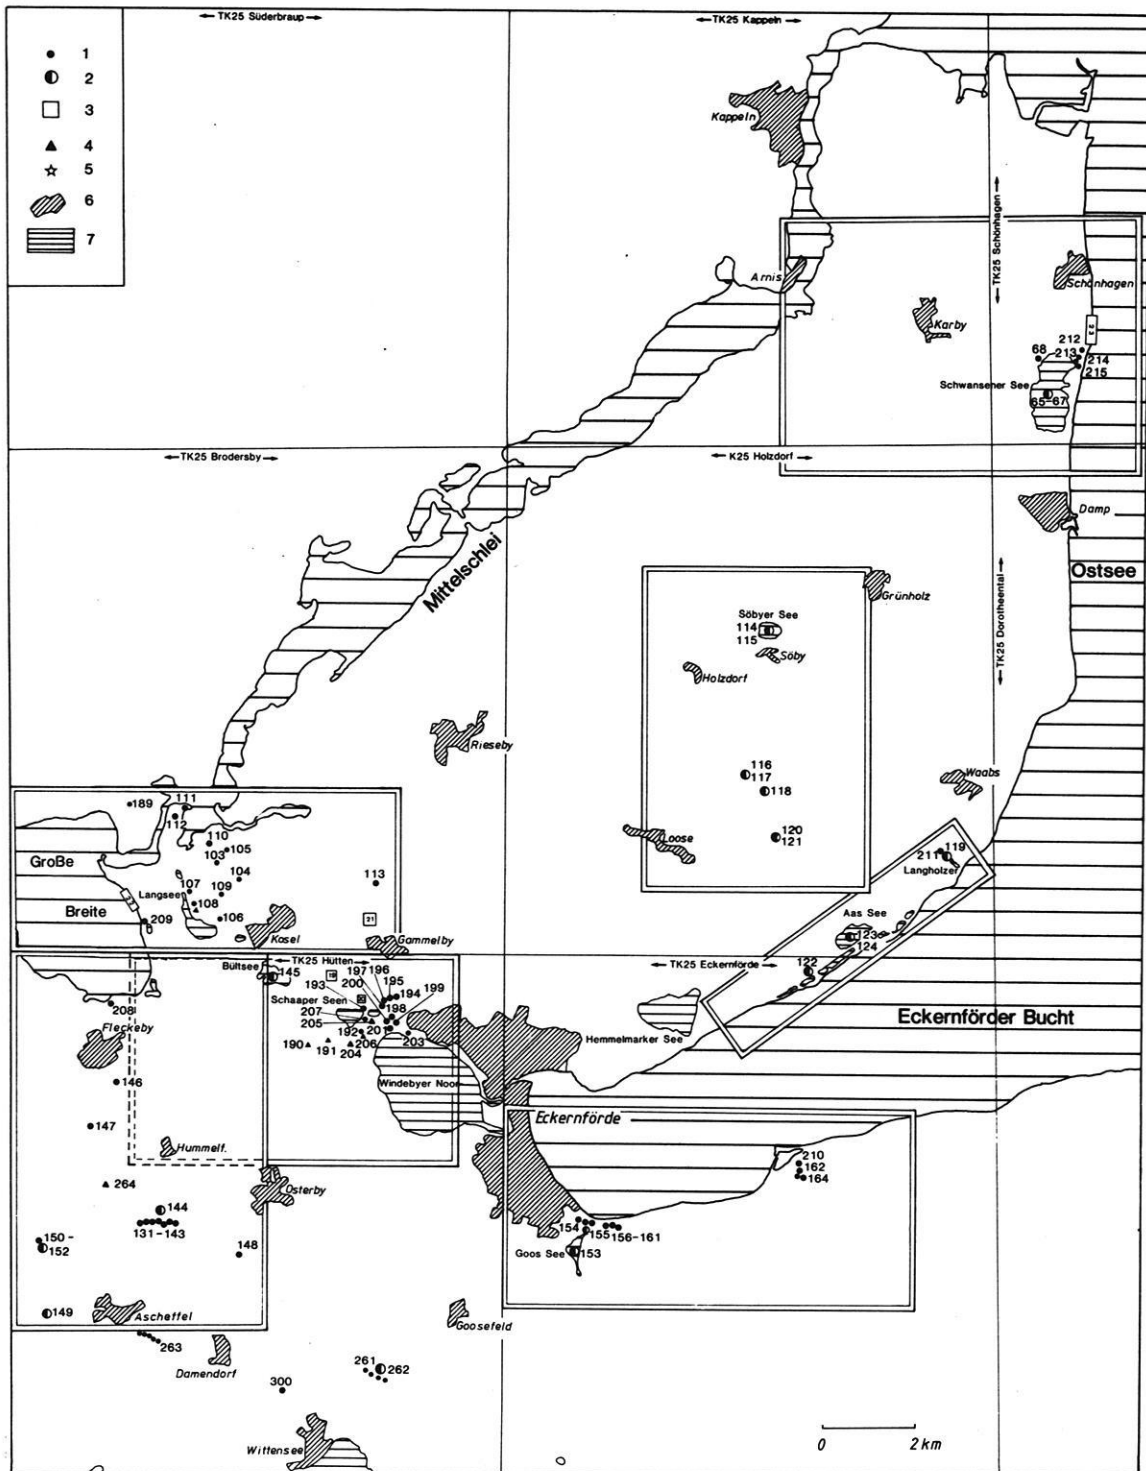 TK25 Süderbraup
TK25 Kappeln
1
2
3
4
5
6
7
Kappeln
TK25 Schönhagen
Arnis
Schönhagen
Karby
212
68
213
214
215
Schwansener See
65-67
TK25 Brodersby
K25 Holzdorf
Damp
Mittelschlei
Ostsee
TK25 Dorotheental
Grünholz
Söbyer See
114
115
Söby
Holzdorf
Rieseby
116
117
118
Waabs
189
111
112
110
105
103
Große
104
113
107
109
Langsee
108
106
Breite
209
Kosel
21
Gammelby
Loose
120
121
119
211
Langholzer
Aas See
123
124
122
TK25 Hütten
TK25 Eckernförde
Bültsee
145
19
197
196
195
193
200
194
199
Schaaper Seen
198
207
205
192
201
206
203
190
191
204
208
Fleckeby
Windebyer Noor
Hemmelmarker See
Eckernförder Bucht
146
147
Hummelf.
Eckernförde
264
Osterby
210
162
164
144
131-143
150-
152
148
154
155
156-161
Goos See
153
149
Ascheffel
263
Damendorf
Goosefeld
261
262
300
Wittensee
0
2 km